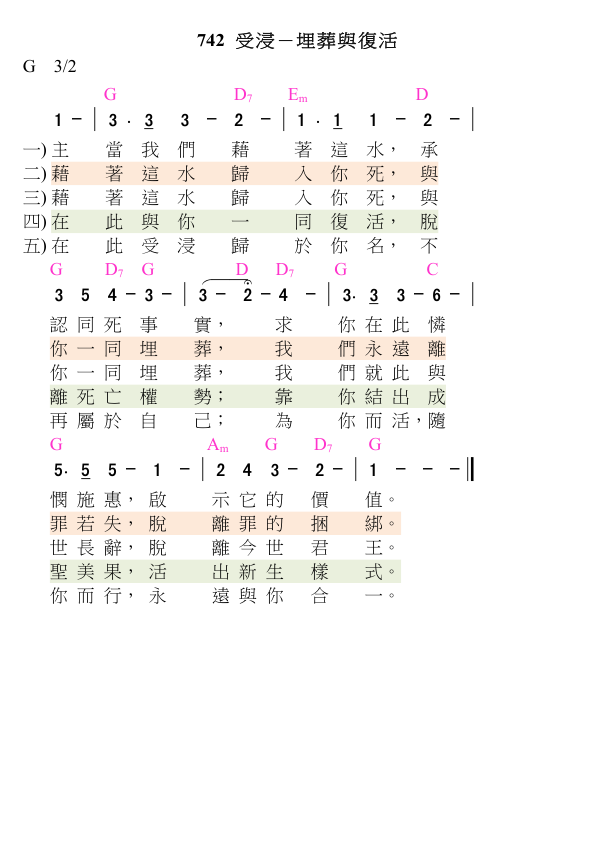 742 受浸－埋葬與復活
G 3/2
G D7 Em D
1 － | 3 . 3 3 － 2 － | 1 . 1 1 － 2 － |
一) 主 當 我 們 藉 著 這 水， 承
二) 藉 著 這 水 歸 入 你 死， 與
三) 藉 著 這 水 歸 入 你 死， 與
四) 在 此 與 你 一 同 復 活， 脫
五) 在 此 受 浸 歸 於 你 名， 不
G D7 G D D7 G C
3 5 4 － 3 － | 3 － 2 － 4 － | 3. 3 3 － 6 － |
認 同 死 事 實， 求 你 在 此 憐
你 一 同 埋 葬， 我 們 永 遠 離
你 一 同 埋 葬， 我 們 就 此 與
離 死 亡 權 勢； 靠 你 結 出 成
再 屬 於 自 己； 為 你 而 活，隨
G Am G D7 G
5. 5 5 － 1 － | 2 4 3 － 2 － | 1 － － － ||
憫 施 惠， 啟 示 它 的 價 值。
罪 若 失， 脫 離 罪 的 捆 綁。
世 長 辭， 脫 離 今 世 君 王。
聖 美 果， 活 出 新 生 樣 式。
你 而 行， 永 遠 與 你 合 一。